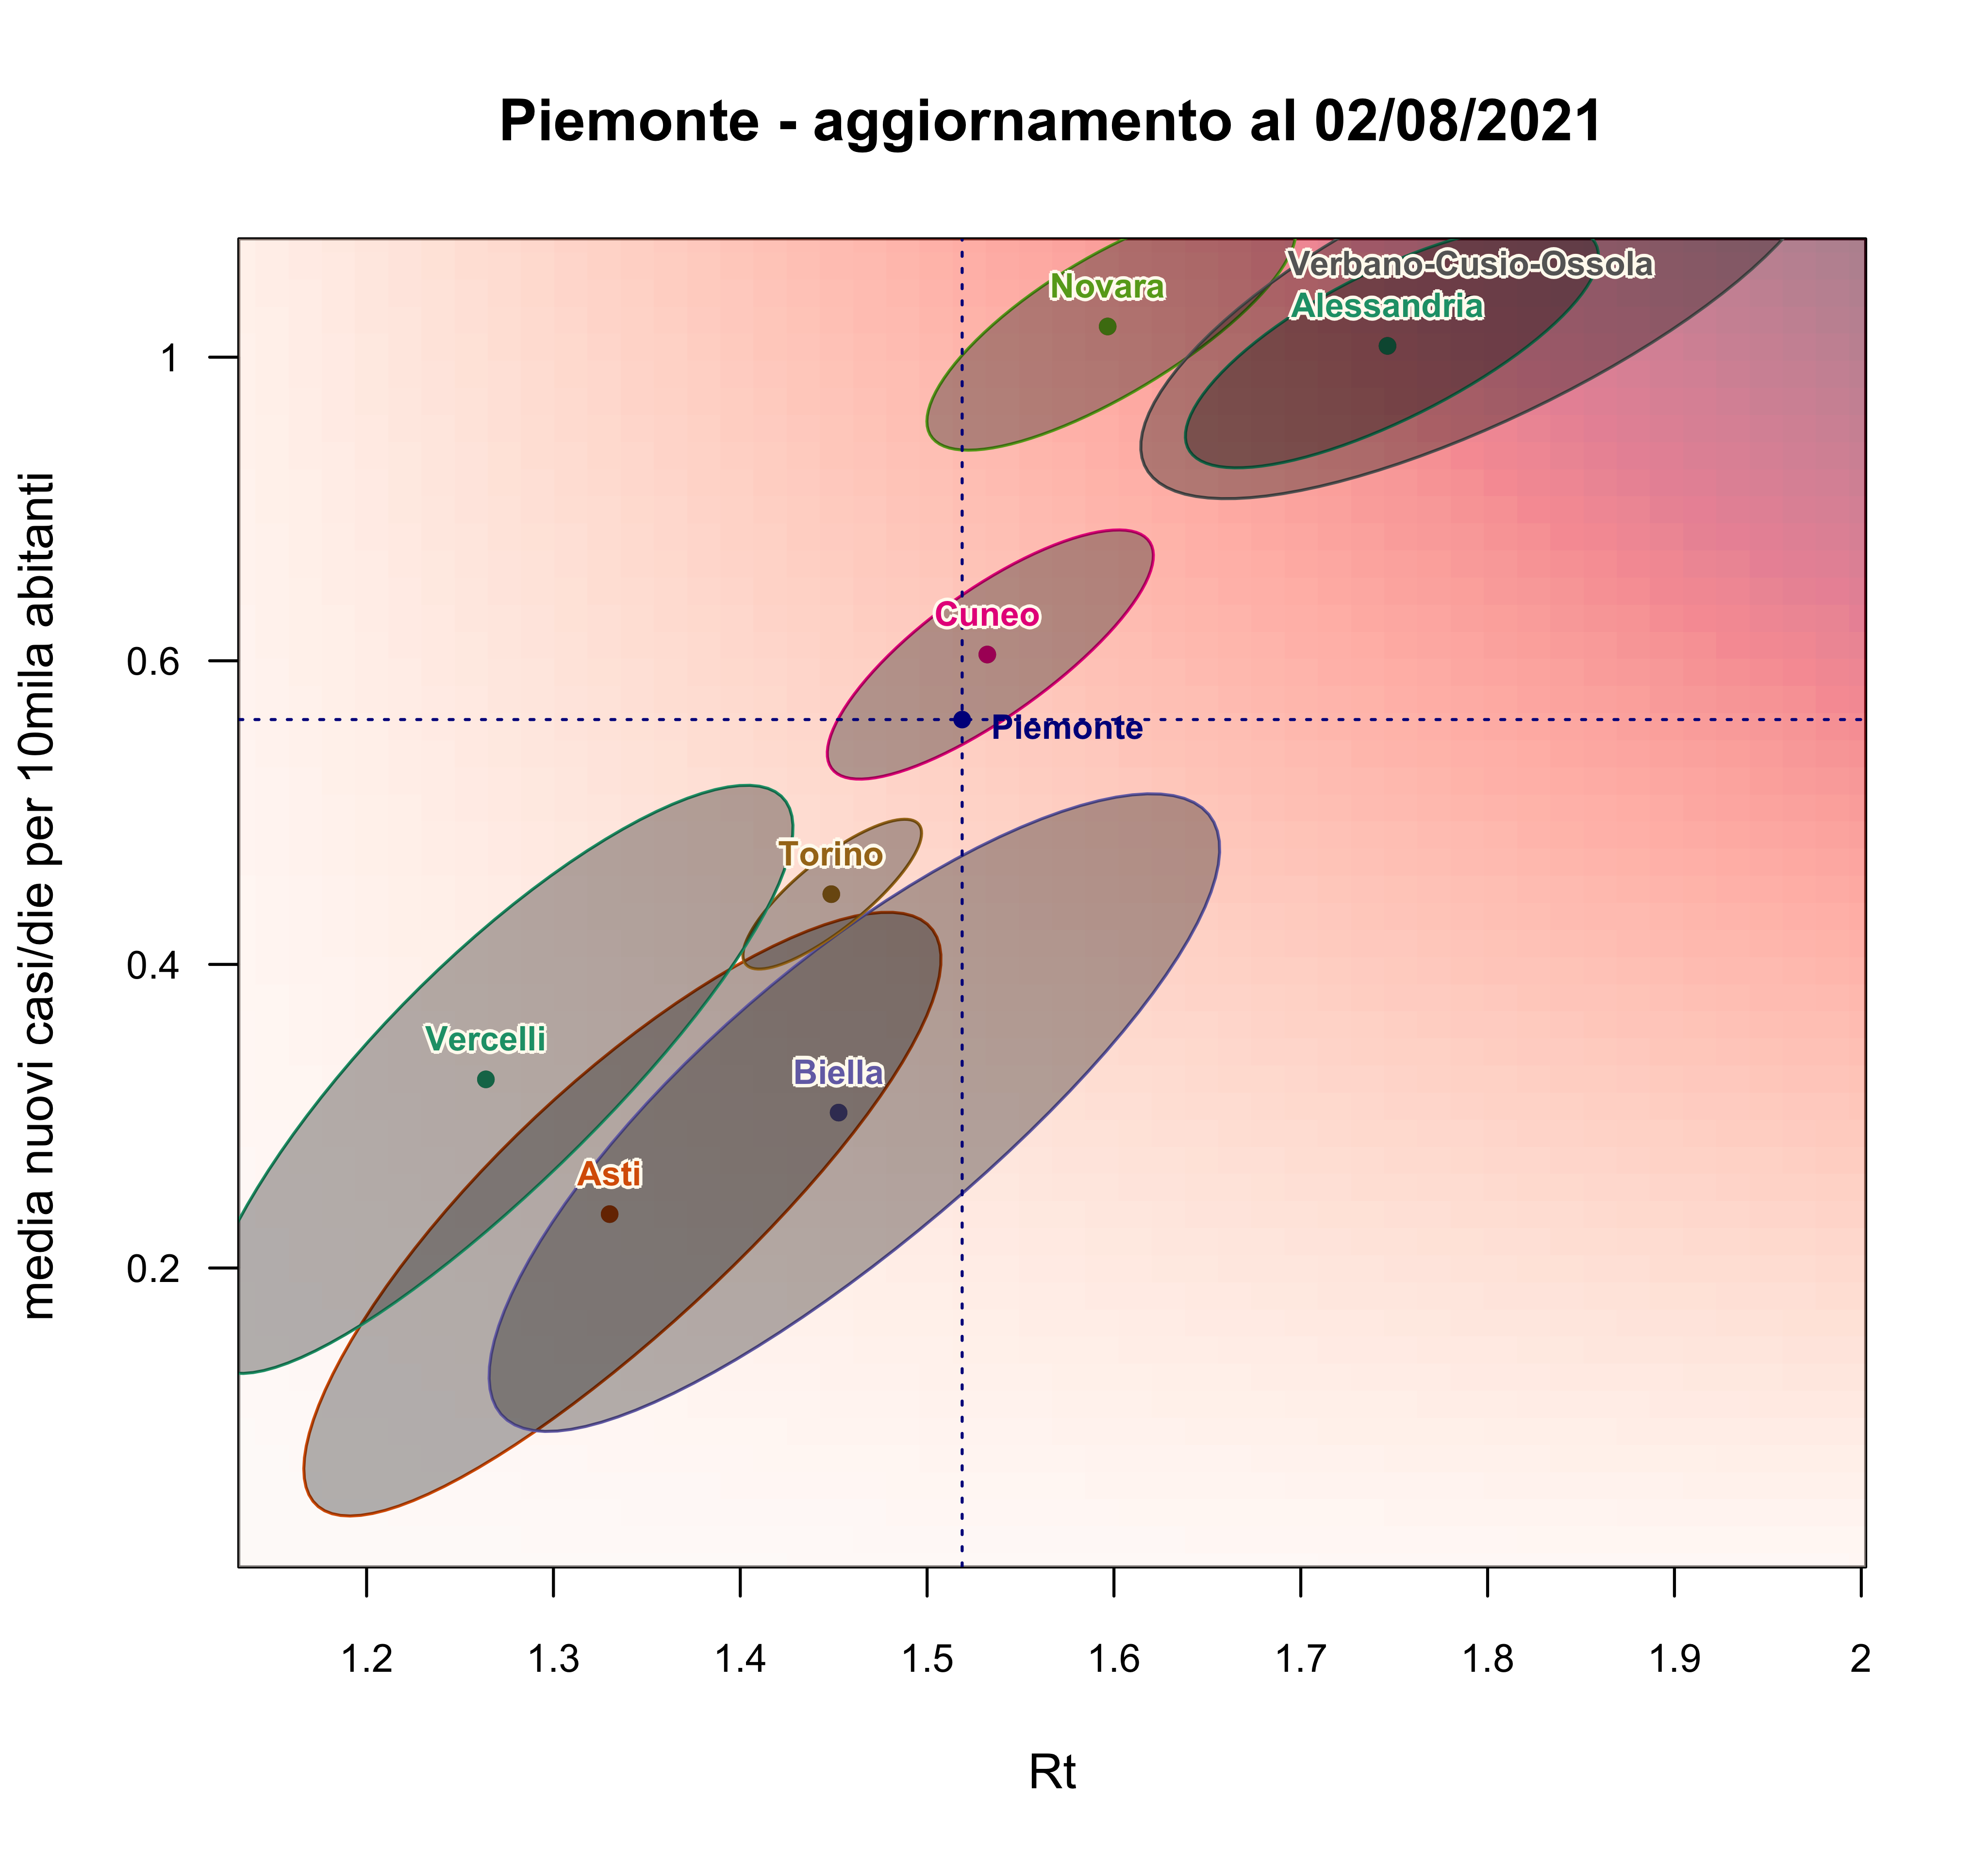 Piemonte - aggiornamento al 02/08/2021
media nuovi casi/die per 10mila abitanti
1
0.6
0.4
0.2
Novara
Verbano-Cusio-Ossola
Alessandria
Cuneo
Piemonte
Torino
Vercelli
Biella
Asti
1.2 1.3 1.4 1.5 1.6 1.7 1.8 1.9 2
Rt